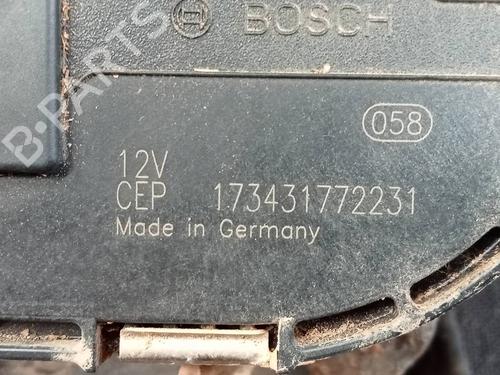 BOSCH
B-PARTS
058
12V
CEP 173431772231
Made in Germany